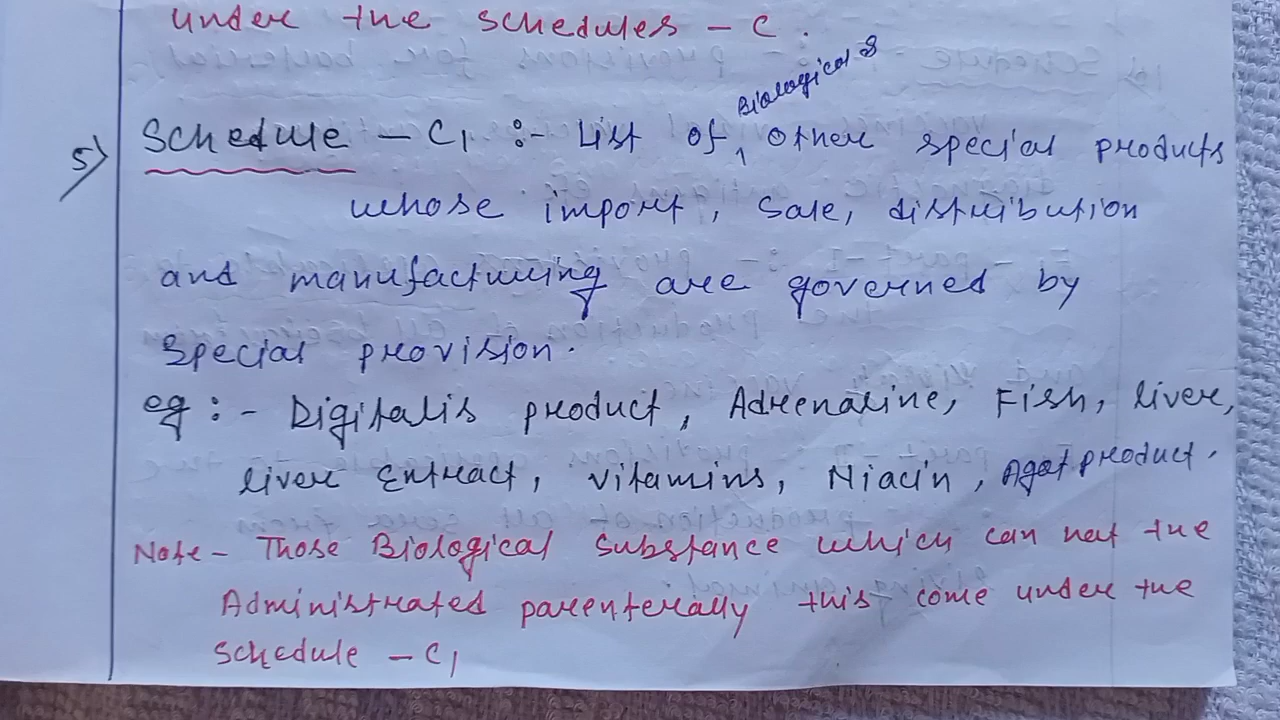 under the schedules - C.
5) Schedule - C1 :- List of Biological & other special products
whose import, sale, distribution
and manufacturing are governed by
special provision.
eg :- Digitalis product, Adrenaline, Fish, liver,
liver Extract, vitamins, Niacin, Agot product.
Note - Those Biological substance which can not the
Administrated parenterally this come under the
schedule - C1